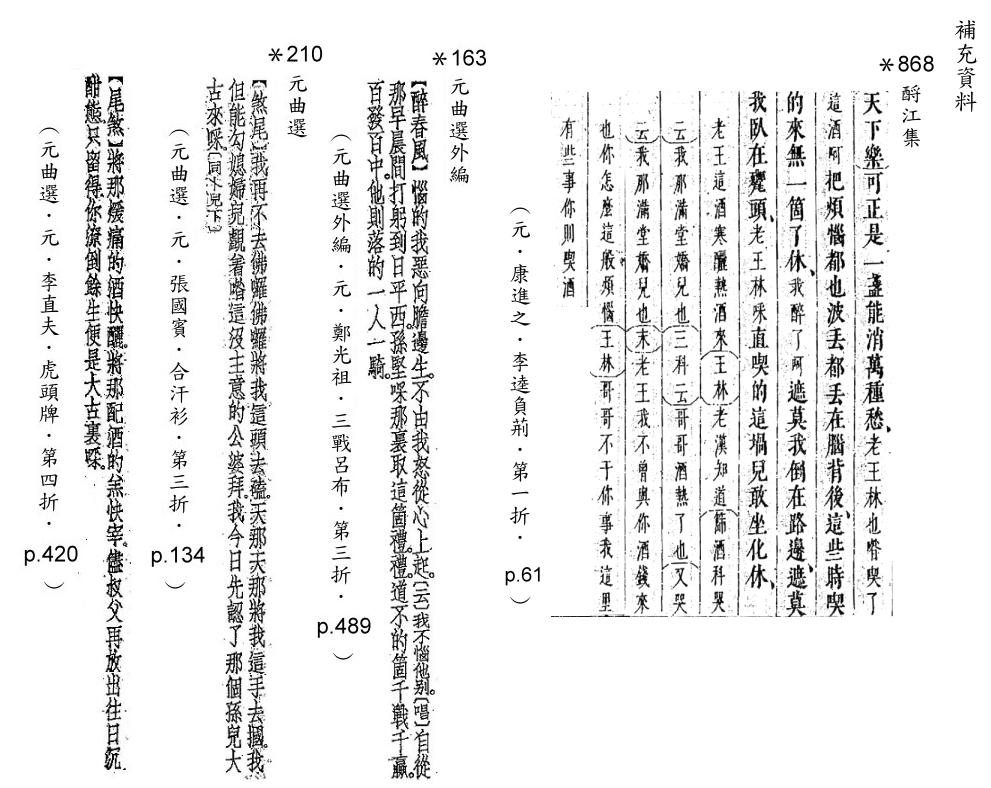 補充資料
*868
酹江集
天下樂可正是一盞能消萬種愁老王林也咯喫了
這酒呵把煩惱都也波丟都丟在腦背後這些時喫
的來無一箇了休我醉了呵遮莫我倒在路邊遮莫
我臥在甕頭老王林咊直喫的這塌兒敢坐化休
老王這酒寒釃熱酒來王林老漢知道篩酒科哭
云我那滿堂嬌兒也三科云哥哥酒熱了也又哭
云我那滿堂嬌兒也末老王我不曾與你酒錢來
也你怎麼這般煩惱王林哥哥不干你事我這里
有些事你則喫酒
(元.康進之.李逵負荊.第一折.
p.61
)
*163
元曲選外編
【醉春風】惱的我惡向膽邊生。不由我怒從心上起。〔云〕我不惱他别。〔唱〕自從
那早晨間打躬到日平西。孫堅咊那裏取這箇禮。禮。道不的箇千戰千贏。
百發百中。他則落的一人一騎。
(元曲選外編.元.鄭光祖.三戰呂布.第三折.
p.489
)
*210
元曲選
【煞尾】我再不去佛囉佛囉將我這頭去磕。天那天那將我這手去摑。我
但能勾媳婦兒覷着咯這沒主意的公婆拜。我今日先認了那個孫兒大
古來咊。〔同卜兒下〕
(元曲選.元.張國賓.合汗衫.第三折.
p.134
)
【尾煞】將那煖痛的酒快釃。將那配酒的羔快宰。儘叔父再放出往日沉
酣態。只留得你潦倒餘生便是大古裏咊。
(元曲選.元.李直夫.虎頭牌.第四折.
p.420
)